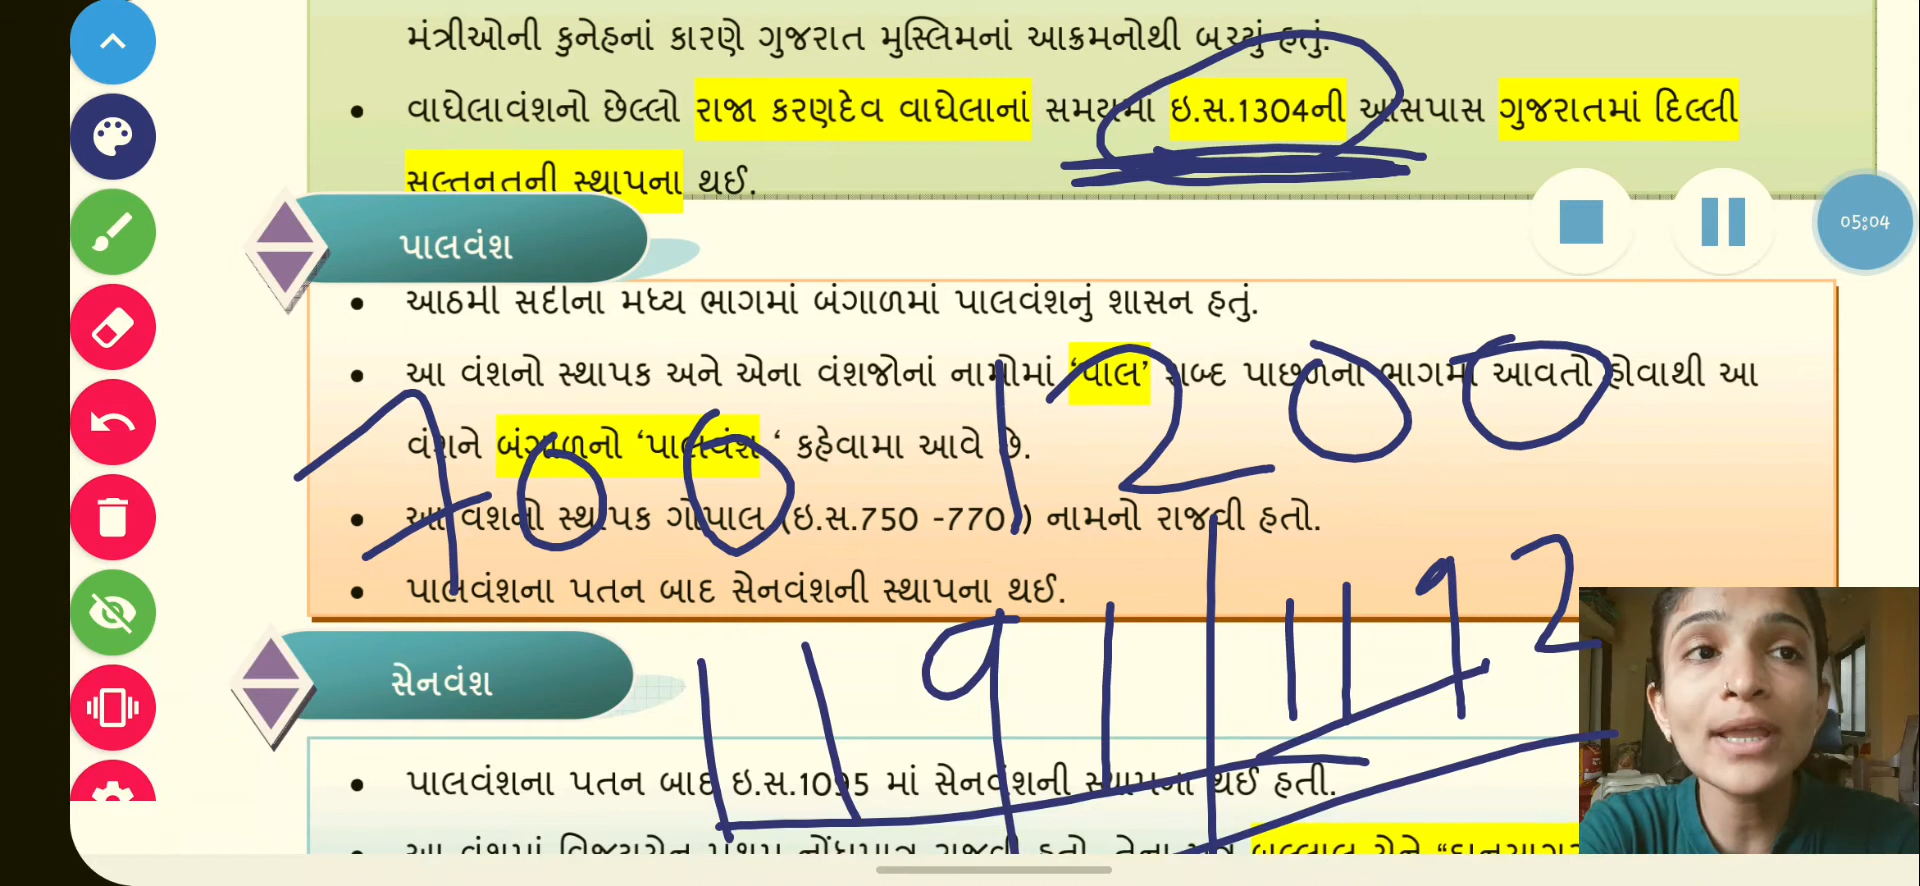 મંત્રીઓની કુનેહનાં કારણે ગુજરાત મુસ્લિમનાં આક્રમનોથી બચ્યું હતું.
• વાઘેલાવંશનો છેલ્લો રાજા કરણદેવ વાઘેલાનાં સમયમાં ઇ.સ.1304ની આસપાસ ગુજરાતમાં દિલ્લી
સલ્તનતની સ્થાપના થઈ.
05:04
પાલવંશ
• આઠમી સદીના મધ્ય ભાગમાં બંગાળમાં પાલવંશનું શાસન હતું.
• આ વંશનો સ્થાપક અને એના વંશજોનાં નામોમાં ‘પાલ’ શબ્દ પાછળના ભાગમાં આવતો હોવાથી આ
વંશને બંગાળનો ‘પાલવંશ ‘ કહેવામા આવે છે.
700 1200
• આ વંશનો સ્થાપક ગોપાલ (ઇ.સ.750 -770 ) નામનો રાજવી હતો.
• પાલવંશના પતન બાદ સેનવંશની સ્થાપના થઈ.
1191 1192
સેનવંશ
• પાલવંશના પતન બાદ ઇ.સ.1095 માં સેનવંશની સ્થાપના થઈ હતી.